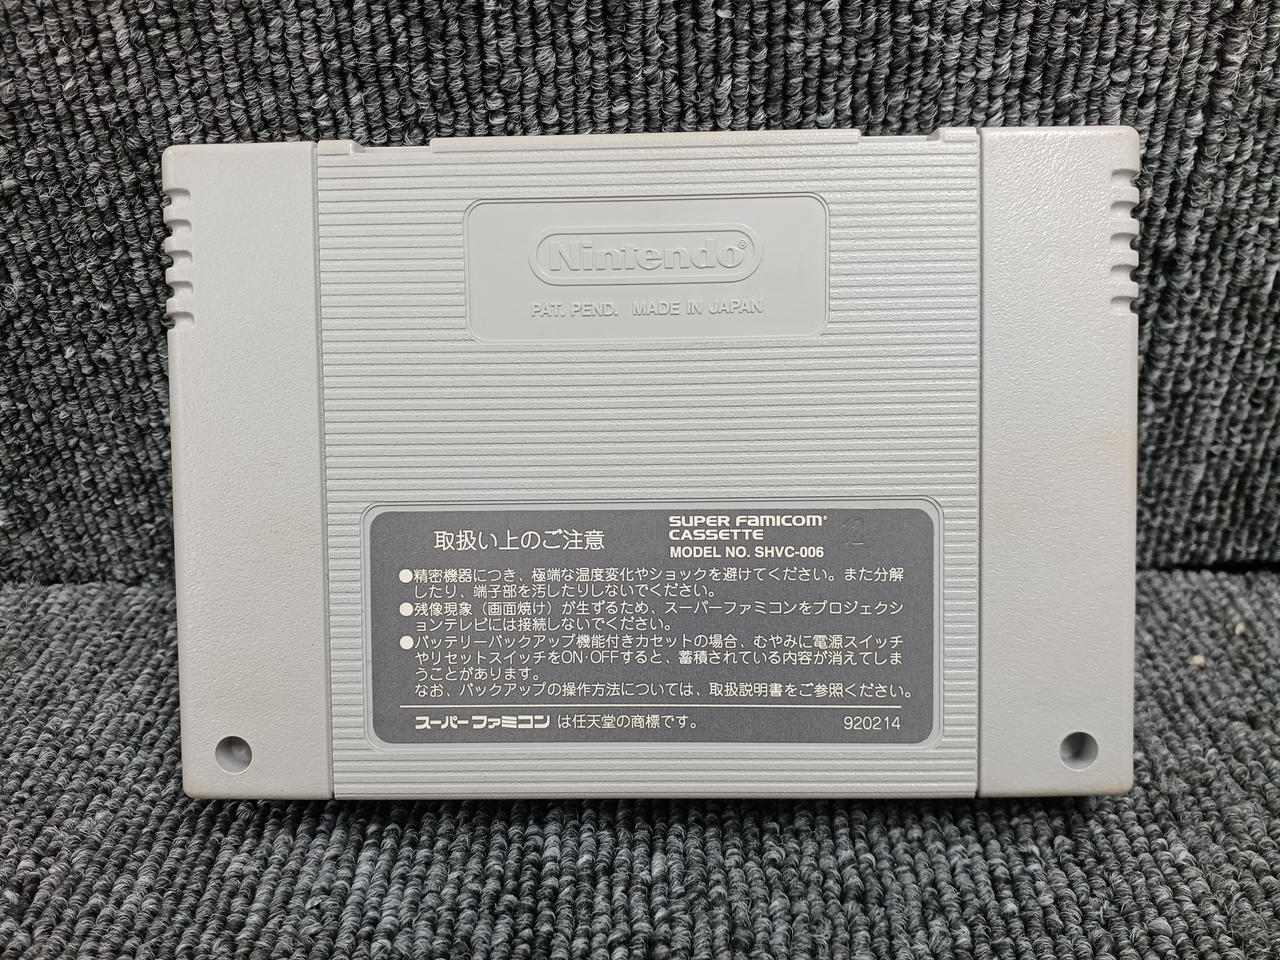 Nintendo®
PAT. PEND. MADE IN JAPAN
取扱い上のご注意
SUPER FAMICOM
CASSETTE
MODEL NO. SHVC-006
12
●精密機器につき、極端な温度変化やショックを避けてください。また分解
したり、端子部を汚したりしないでください。
●残像現象（画面焼け）が生ずるため、スーパーファミコンをプロジェクシ
ョンテレビには接続しないでください。
●バッテリーバックアップ機能付きカセットの場合、むやみに電源スイッチ
やリセットスイッチをON·OFFすると、蓄積されている内容が消えてしま
うことがあります。
なお、バックアップの操作方法については、取扱説明書をご参照ください。
スーパーファミコン は任天堂の商標です。 920214